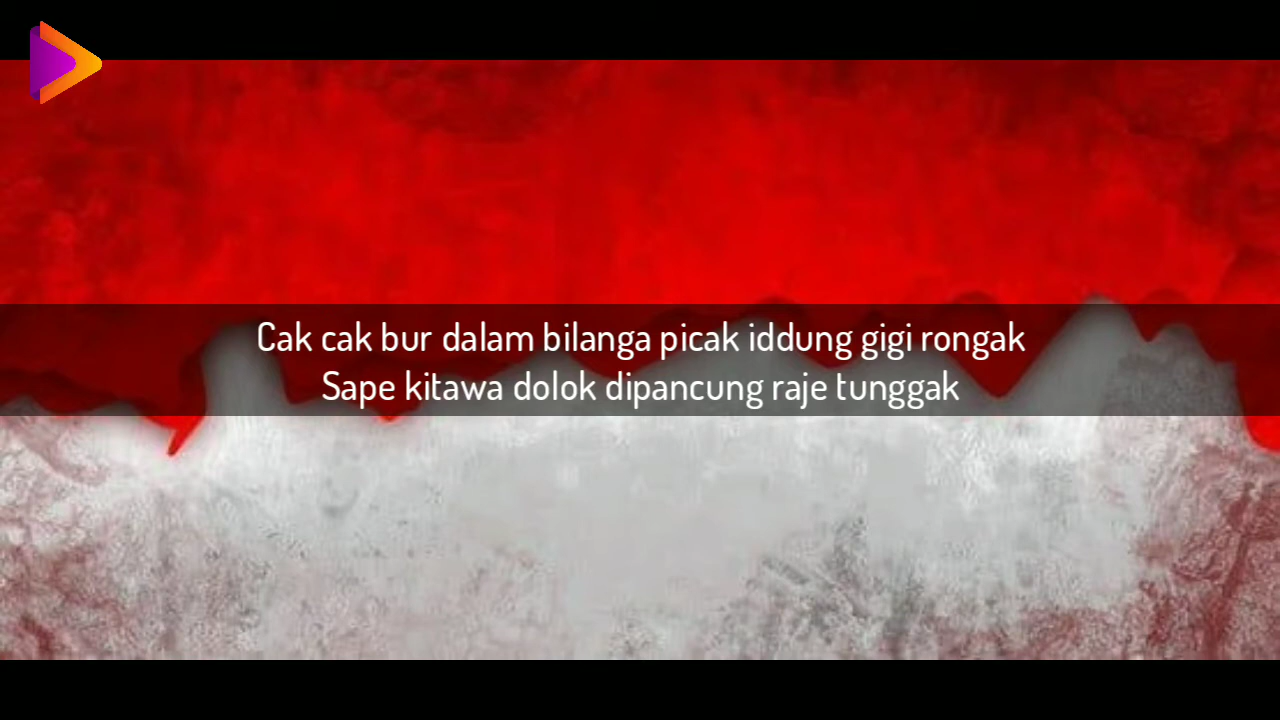 Cak cak bur dalam bilanga picak iddung gigi rongak
Sape kitawa dolok dipancung raje tunggak